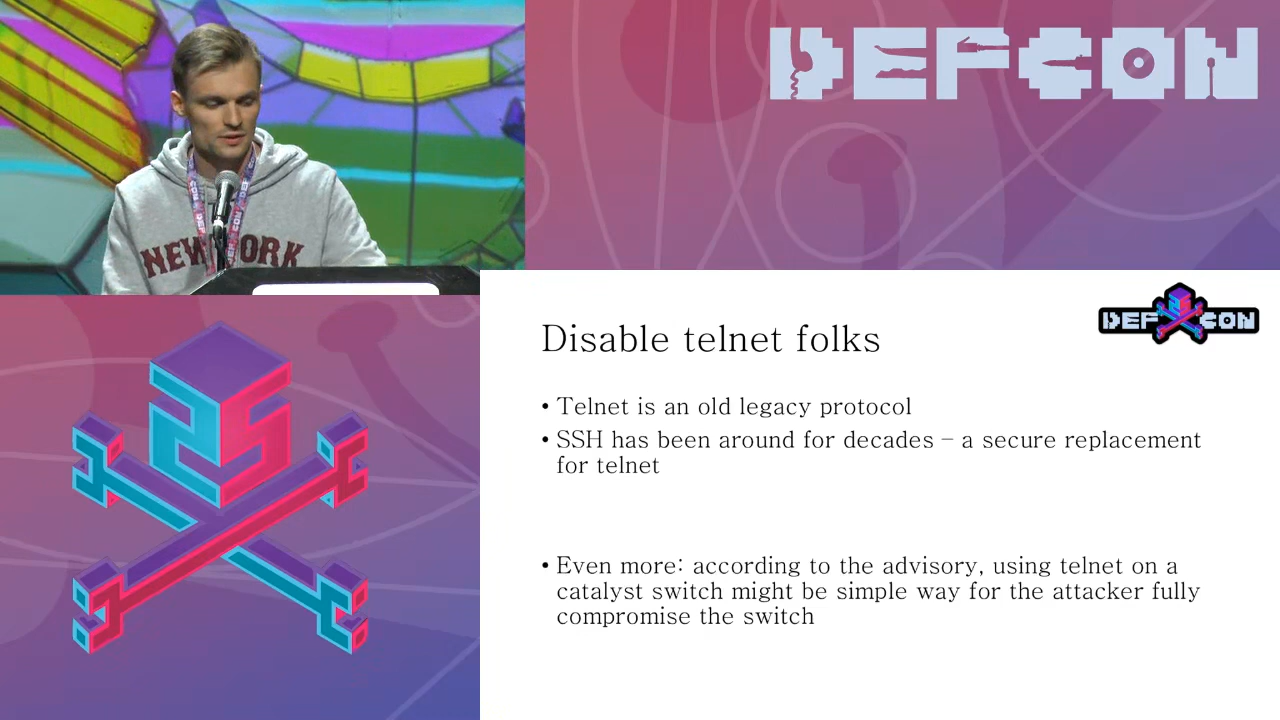 DEFCON
NEW YORK
DEF CON
Disable telnet folks
• Telnet is an old legacy protocol
• SSH has been around for decades – a secure replacement
for telnet
• Even more: according to the advisory, using telnet on a
catalyst switch might be simple way for the attacker fully
compromise the switch